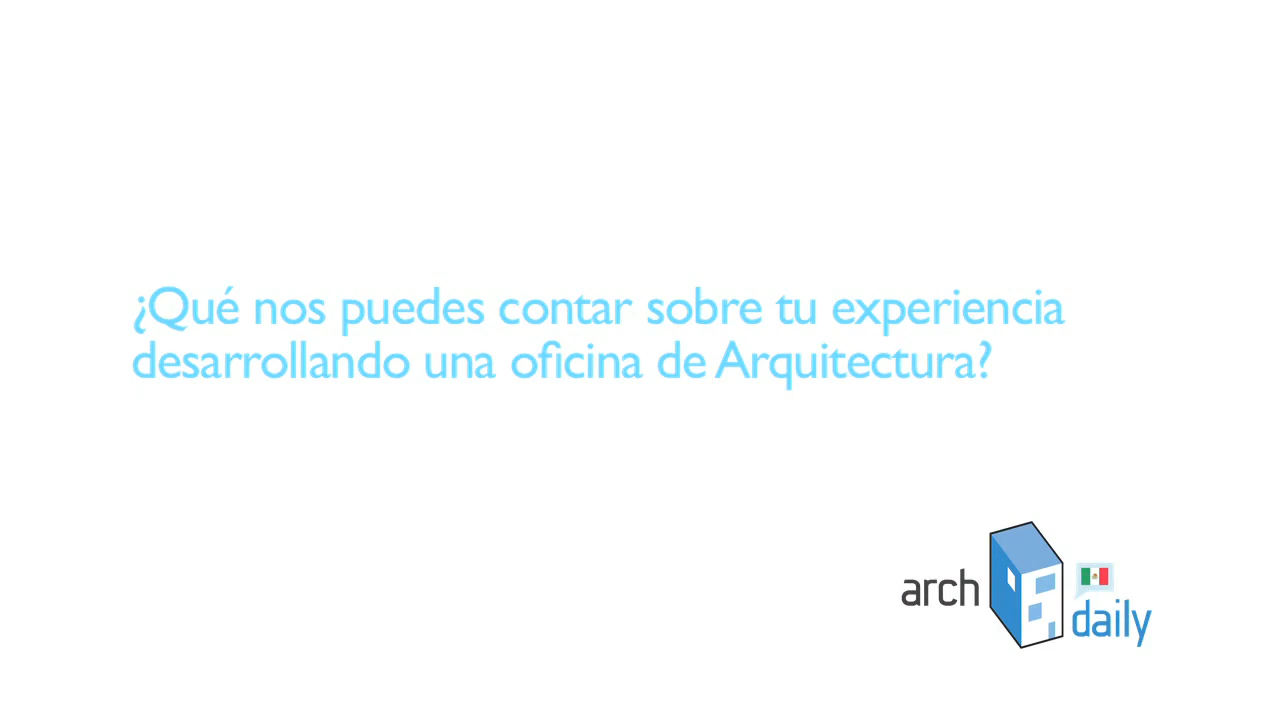 ¿Qué nos puedes contar sobre tu experiencia
desarrollando una oficina de Arquitectura?
arch
daily